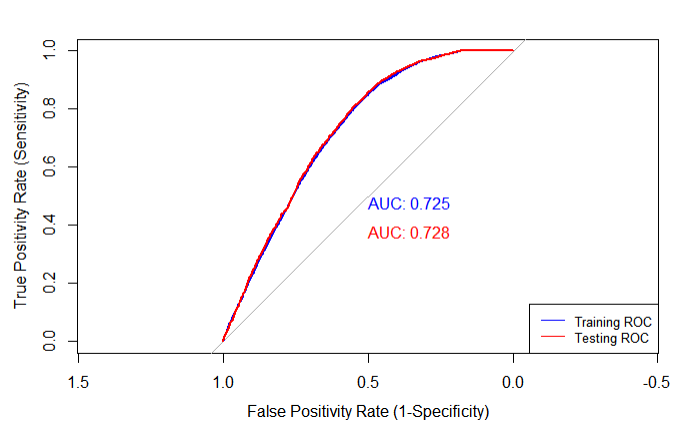 True Positivity Rate (Sensitivity)
1.0
0.8
0.6
0.4
0.2
0.0
AUC: 0.725
AUC: 0.728
Training ROC
Testing ROC
1.5 1.0 0.5 0.0 -0.5
False Positivity Rate (1-Specificity)